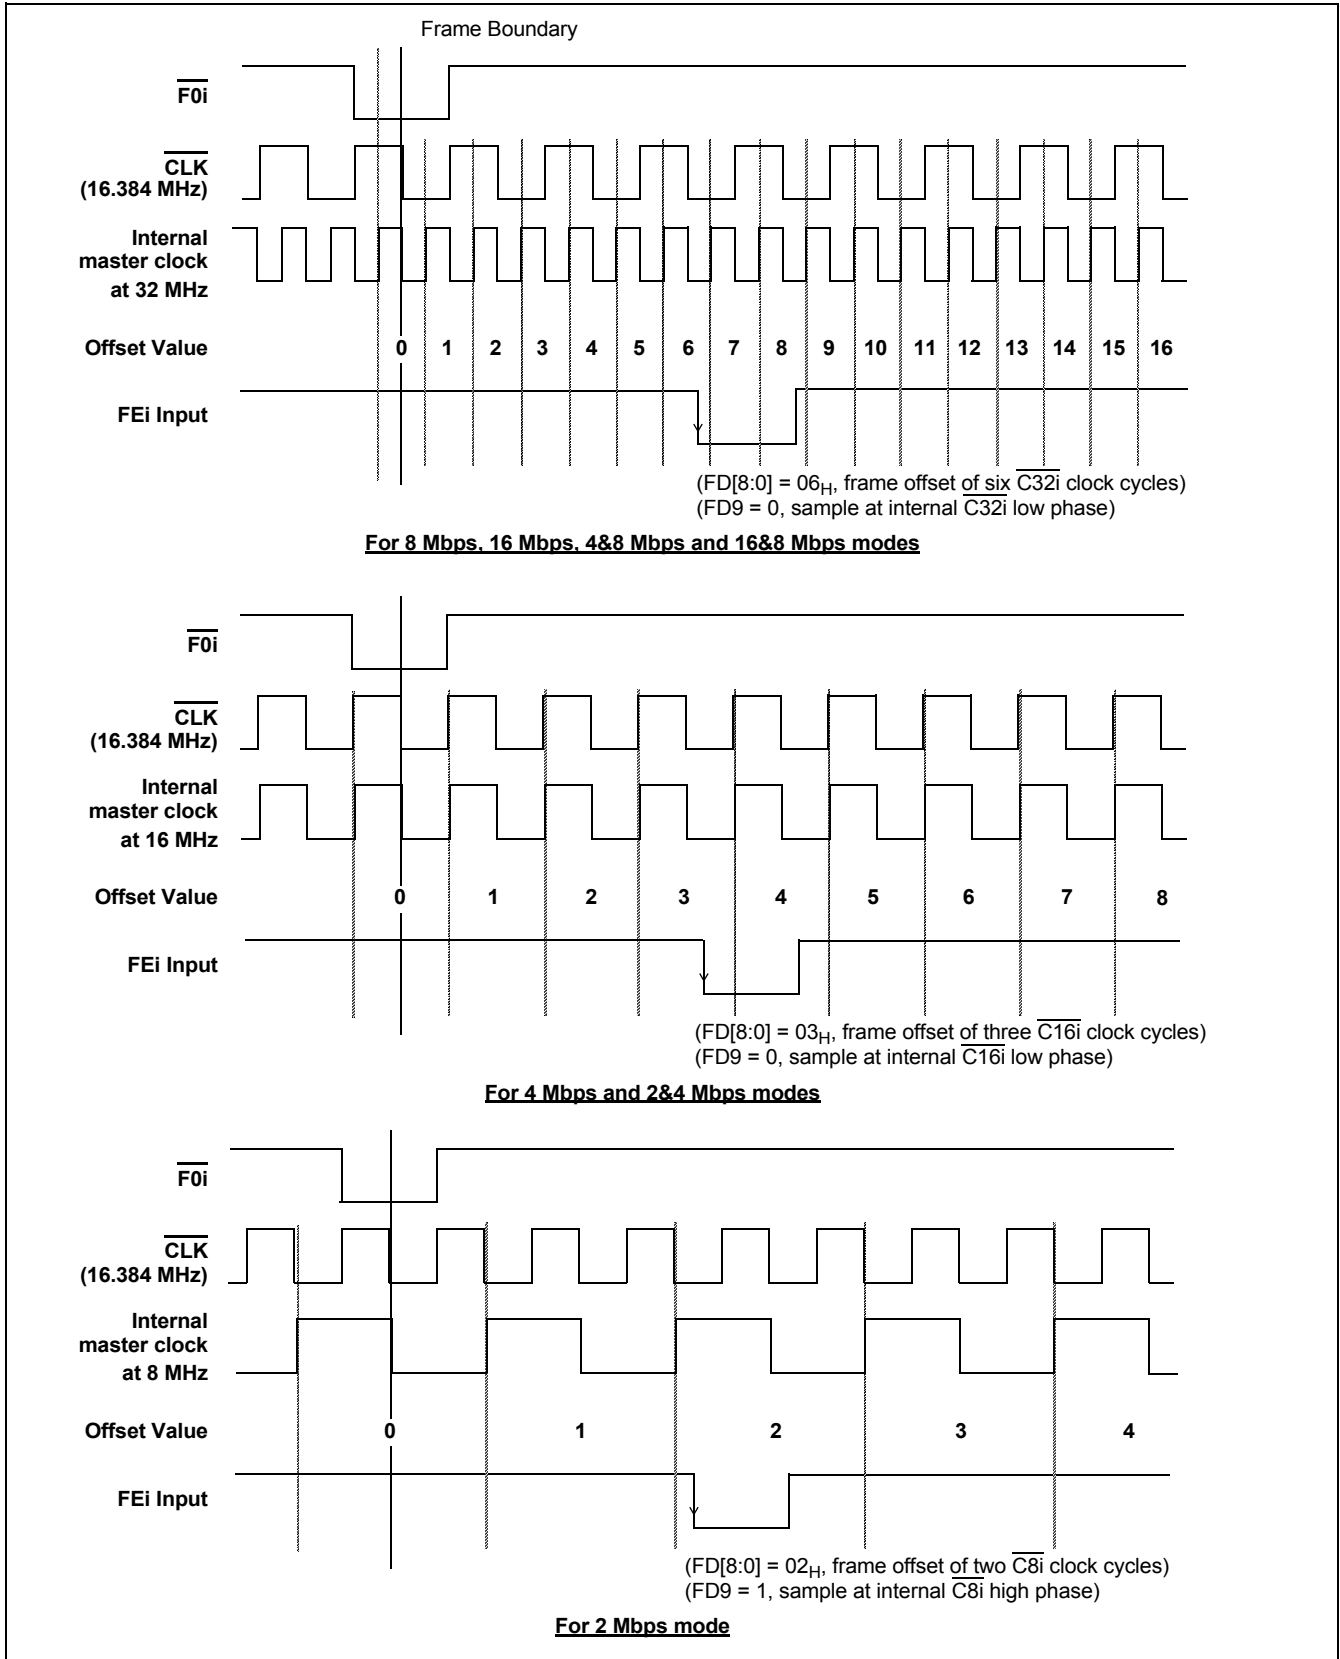 Frame Boundary
F0i
CLK
(16.384 MHz)
Internal
master clock
at 32 MHz
Offset Value 0 1 2 3 4 5 6 7 8 9 10 11 12 13 14 15 16
FEi Input
(FD[8:0] = 06H, frame offset of six C32i clock cycles)
(FD9 = 0, sample at internal C32i low phase)
For 8 Mbps, 16 Mbps, 4&8 Mbps and 16&8 Mbps modes
F0i
CLK
(16.384 MHz)
Internal
master clock
at 16 MHz
Offset Value 0 1 2 3 4 5 6 7 8
FEi Input
(FD[8:0] = 03H, frame offset of three C16i clock cycles)
(FD9 = 0, sample at internal C16i low phase)
For 4 Mbps and 2&4 Mbps modes
F0i
CLK
(16.384 MHz)
Internal
master clock
at 8 MHz
Offset Value 0 1 2 3 4
FEi Input
(FD[8:0] = 02H, frame offset of two C8i clock cycles)
(FD9 = 1, sample at internal C8i high phase)
For 2 Mbps mode